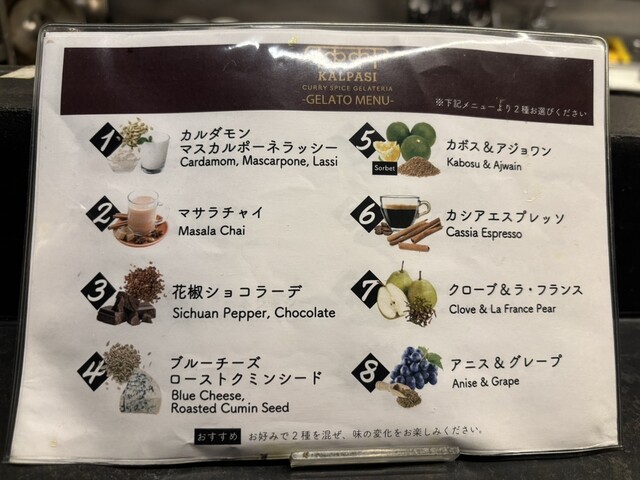 KALPASI
CURRY SPICE GELATERIA
-GELATO MENU-
※下記メニューより2種お選びください
1
カルダモン
マスカルポーネラッシー
Cardamom, Mascarpone, Lassi
2
マサラチャイ
Masala Chai
3
花椒ショコラーデ
Sichuan Pepper, Chocolate
4
ブルーチーズ
ローストクミンシード
Blue Cheese,
Roasted Cumin Seed
5
Sorbet
カボス&アジョワン
Kabosu & Ajwain
6
カシアエスプレッソ
Cassia Espresso
7
クローブ&ラ・フランス
Clove & La France Pear
8
アニス&グレープ
Anise & Grape
おすすめ お好みで2種を混ぜ、味の変化をお楽しみください。